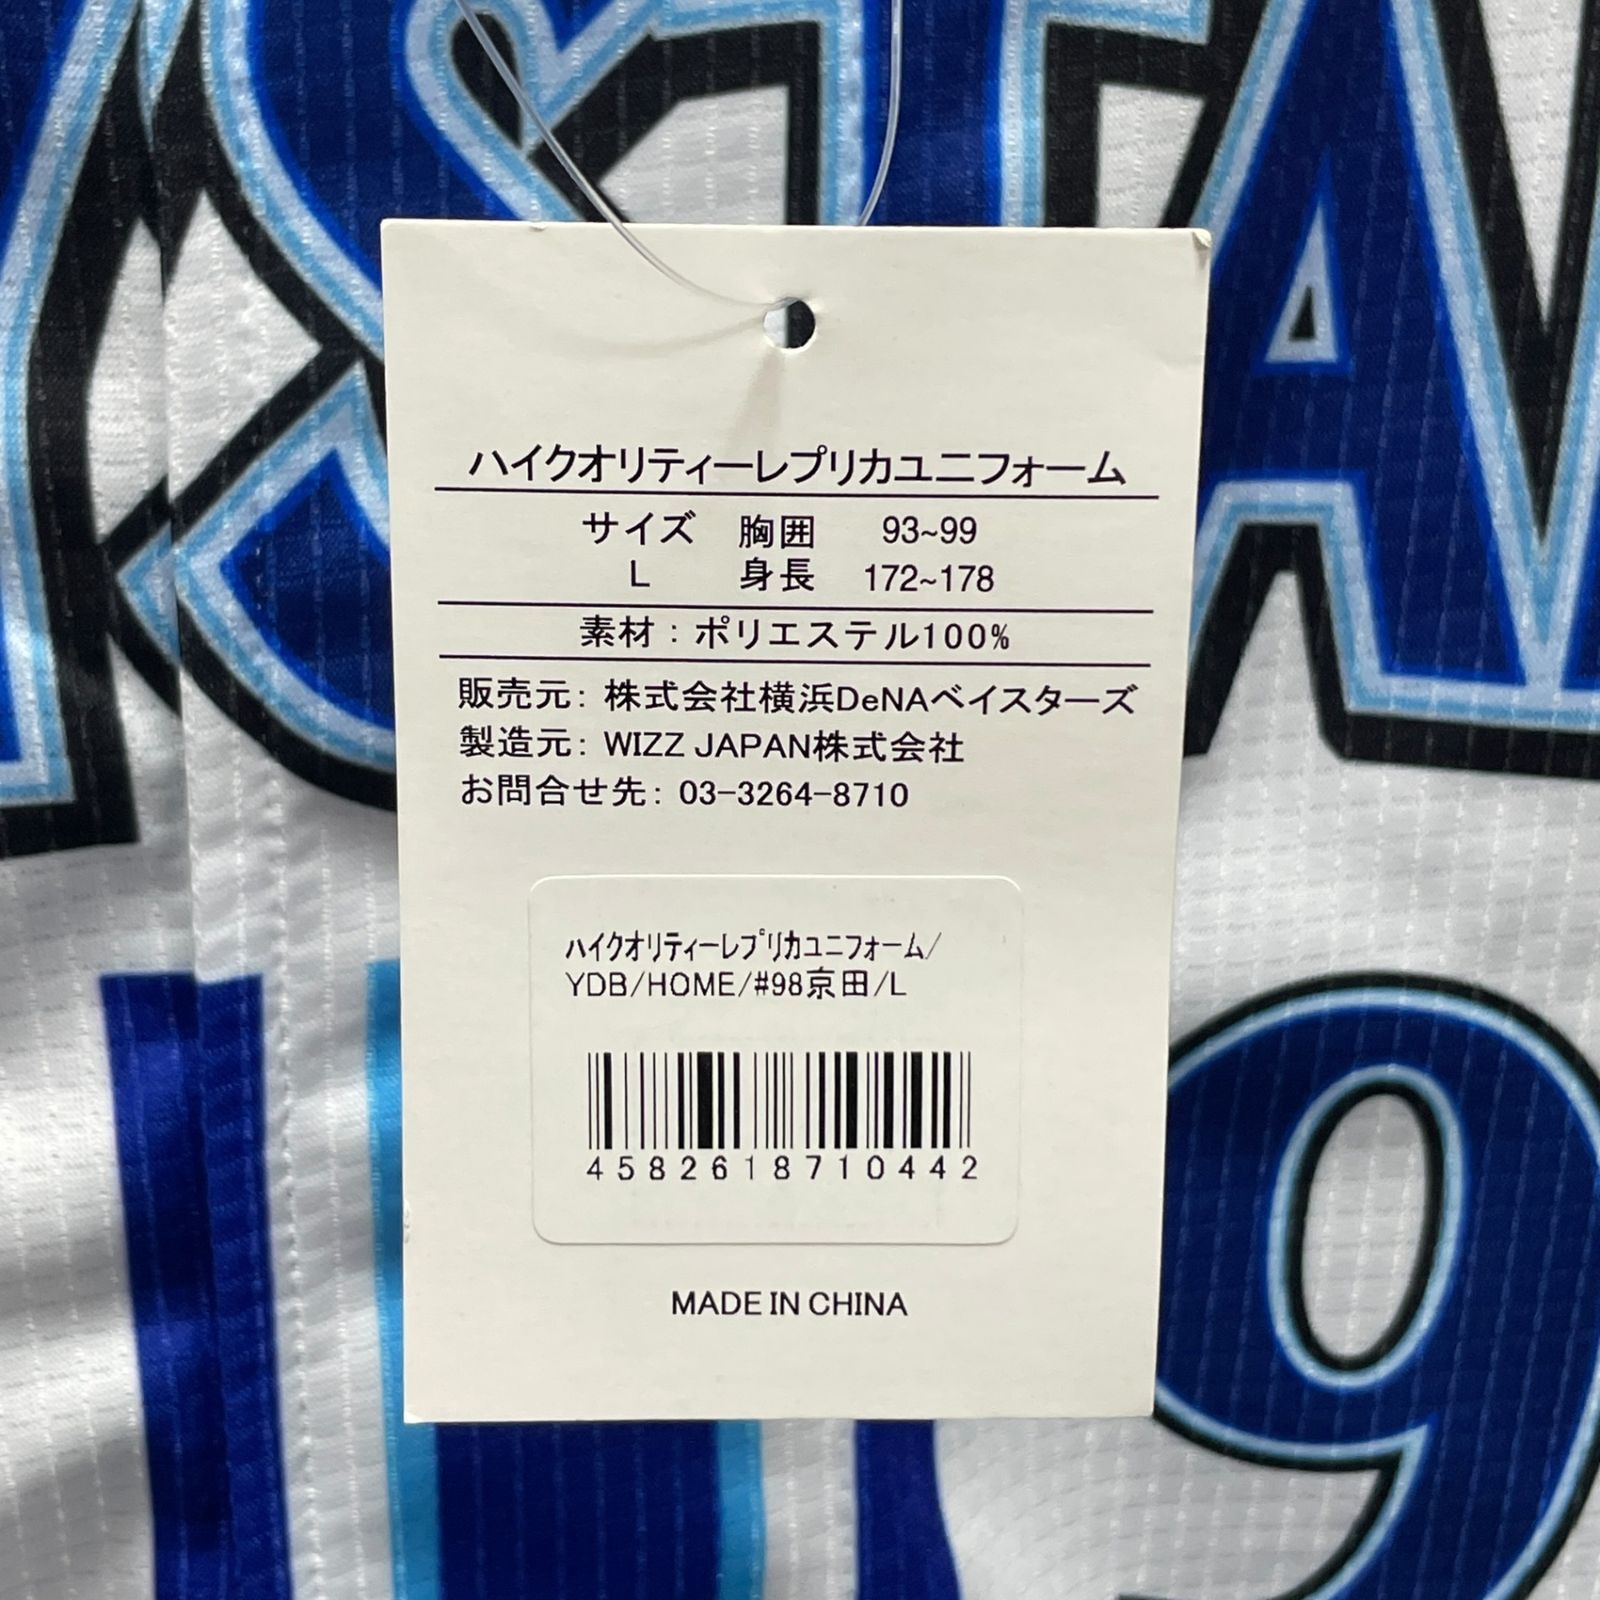 STA
9
ハイクオリティーレプリカユニフォーム
サイズ 胸囲 93~99
L 身長 172~178
素材：ポリエステル100%
販売元：株式会社横浜DeNAベイスターズ
製造元：WIZZ JAPAN株式会社
お問合せ先：03-3264-8710
ﾊｲｸｵﾘﾃｨｰﾚﾌﾟﾘｶﾕﾆﾌｫｰﾑ/
YDB/HOME/#98京田/L
4582618710442
MADE IN CHINA